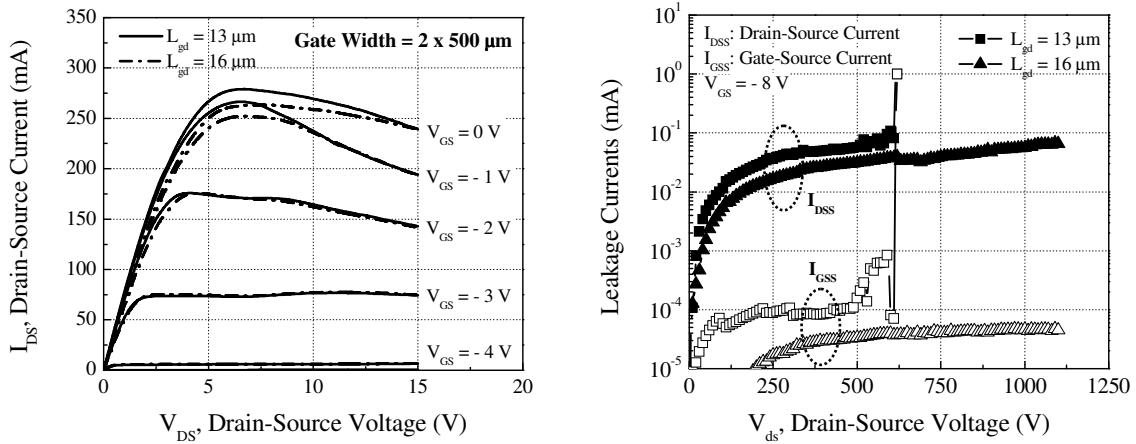 350
300
250
200
150
100
50
0
0 5 10 15 20
I_DS, Drain-Source Current (mA)
V_DS, Drain-Source Voltage (V)
L_gd = 13 μm
L_gd = 16 μm
Gate Width = 2 x 500 μm
V_GS = 0 V
V_GS = - 1 V
V_GS = - 2 V
V_GS = - 3 V
V_GS = - 4 V
10^1
10^0
10^-1
10^-2
10^-3
10^-4
10^-5
0 250 500 750 1000 1250
Leakage Currents (mA)
V_ds, Drain-Source Voltage (V)
I_DSS: Drain-Source Current
I_GSS: Gate-Source Current
V_GS = - 8 V
L_gd = 13 μm
L_gd = 16 μm
I_DSS
I_GSS